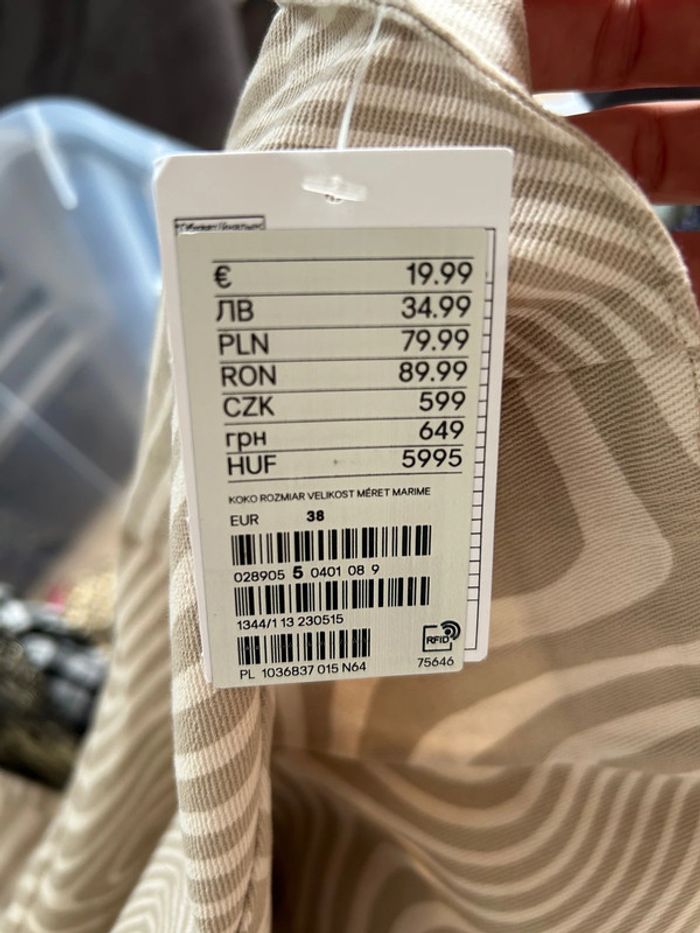 € 19.99
ЛВ 34.99
PLN 79.99
RON 89.99
CZK 599
грн 649
HUF 5995
KOKO ROZMIAR VELIKOST MÉRET MARIME
EUR 38
028905 5 0401 08 9
1344/1 13 230515
RFID
PL 1036837 015 N64 75646